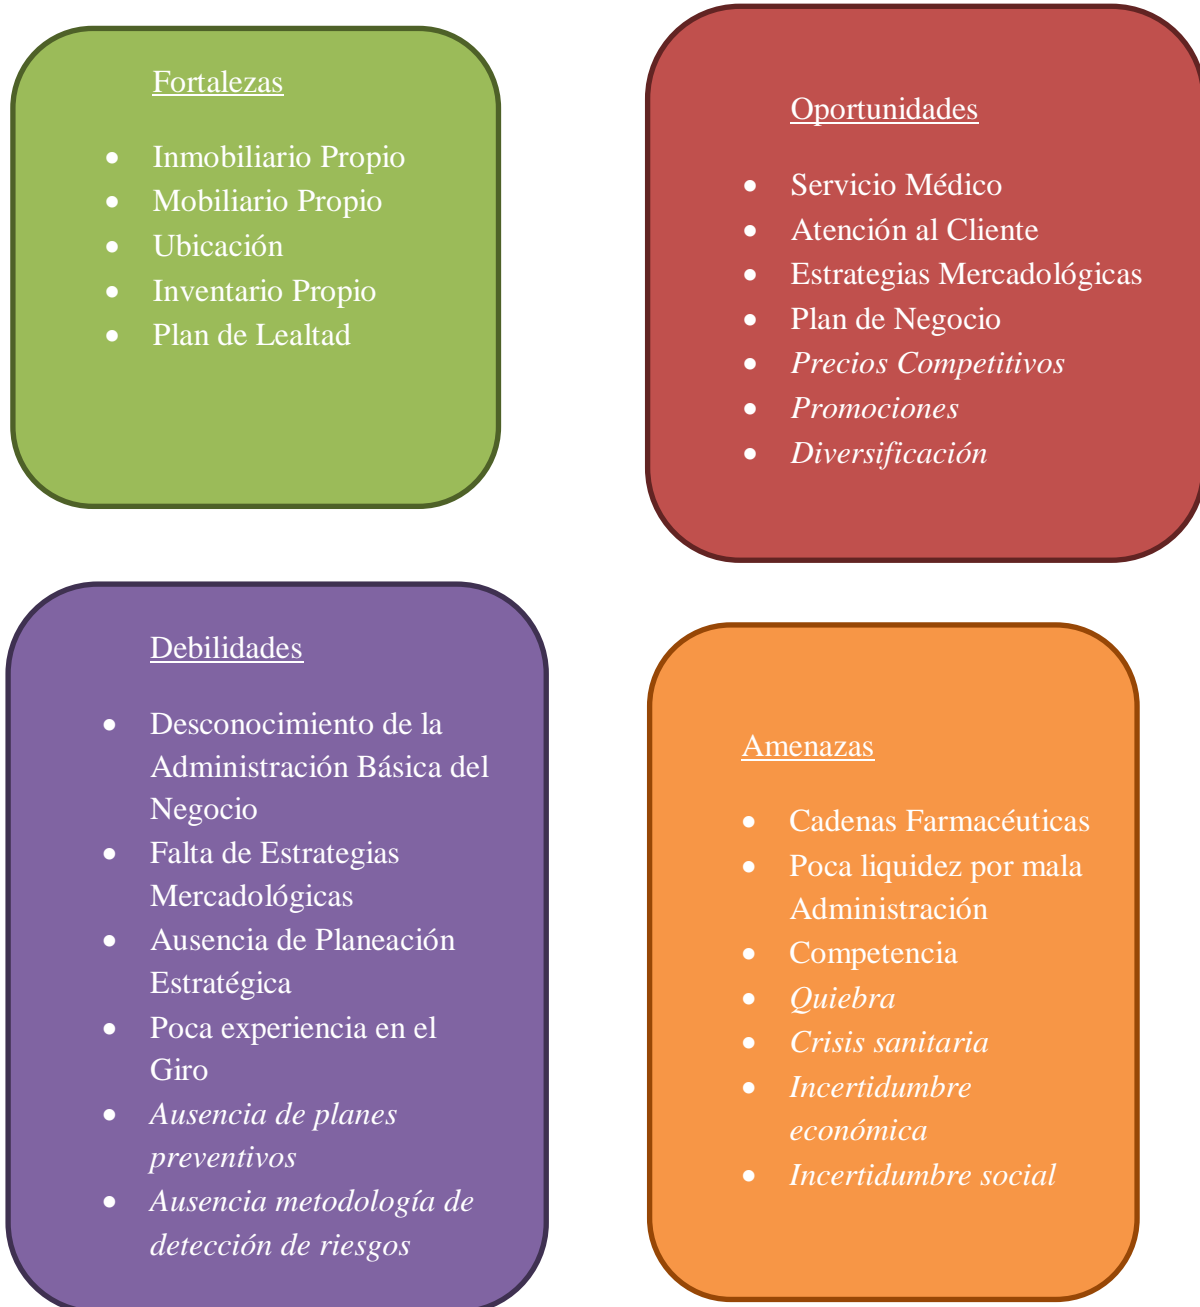 Fortalezas
• Inmobiliario Propio
• Mobiliario Propio
• Ubicación
• Inventario Propio
• Plan de Lealtad
Oportunidades
• Servicio Médico
• Atención al Cliente
• Estrategias Mercadológicas
• Plan de Negocio
• Precios Competitivos
• Promociones
• Diversificación
Debilidades
• Desconocimiento de la
Administración Básica del
Negocio
• Falta de Estrategias
Mercadológicas
• Ausencia de Planeación
Estratégica
• Poca experiencia en el
Giro
• Ausencia de planes
preventivos
• Ausencia metodología de
detección de riesgos
Amenazas
• Cadenas Farmacéuticas
• Poca liquidez por mala
Administración
• Competencia
• Quiebra
• Crisis sanitaria
• Incertidumbre
económica
• Incertidumbre social